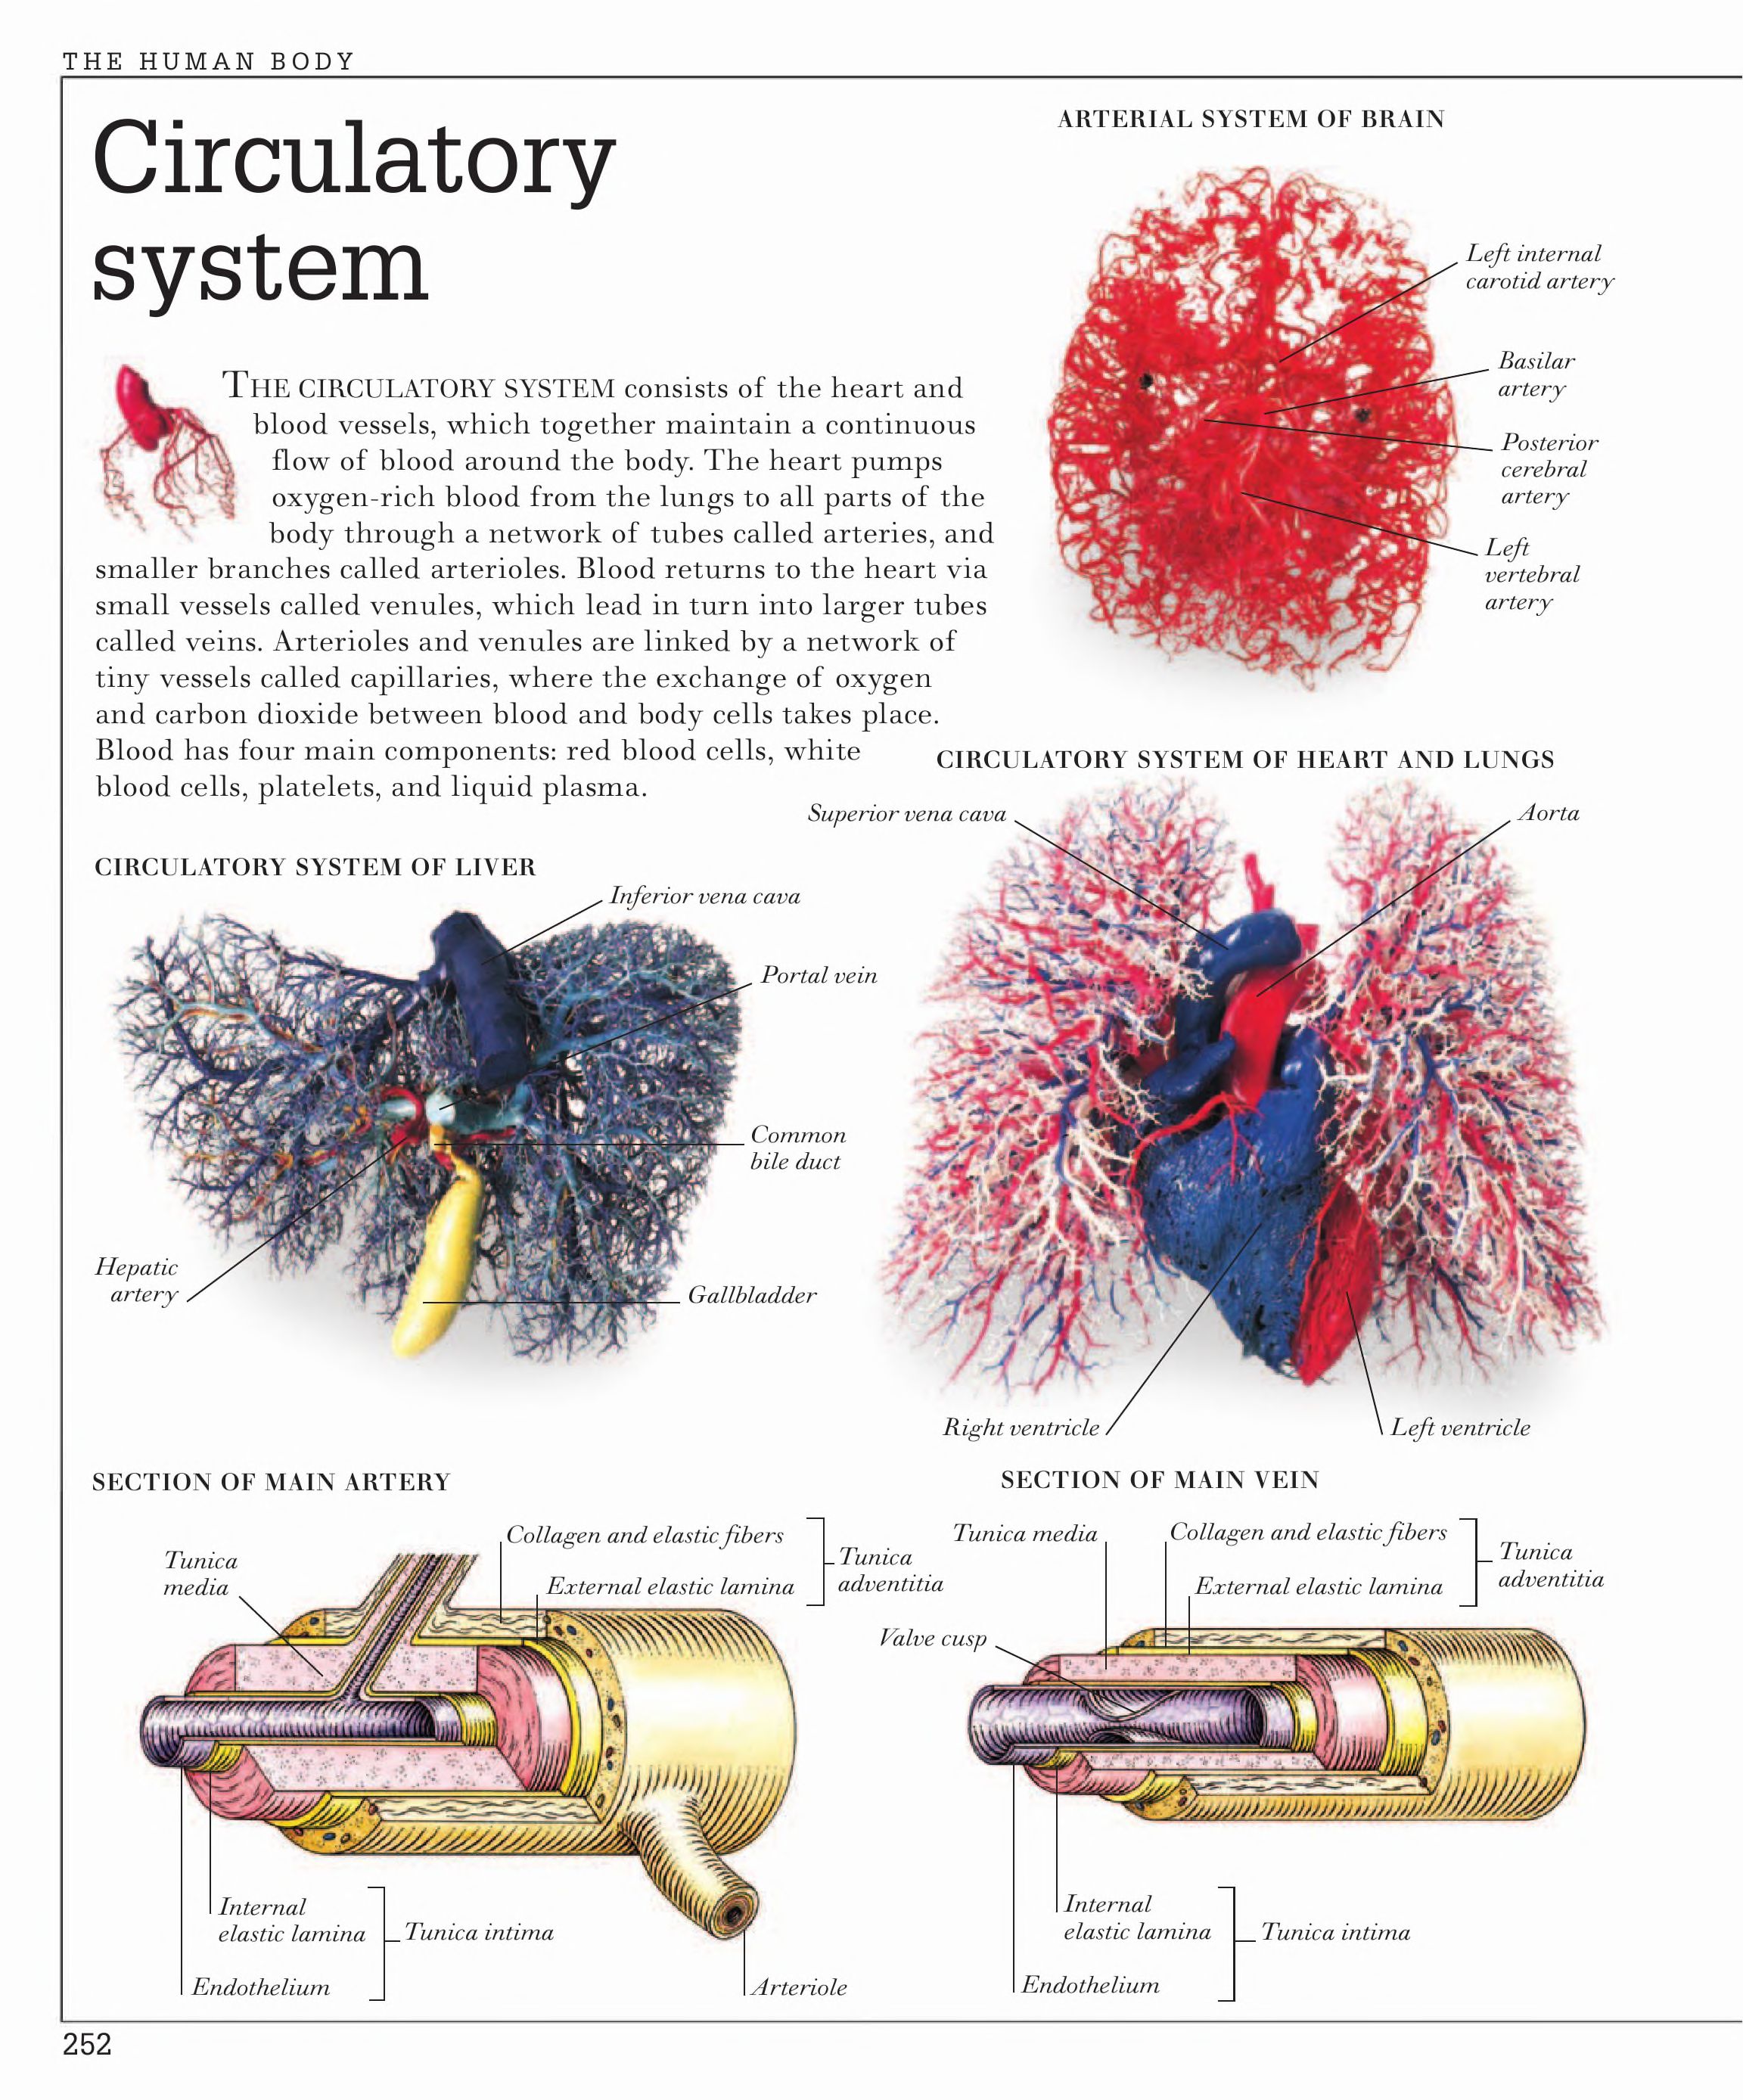 THE HUMAN BODY
Circulatory
system
THE CIRCULATORY SYSTEM consists of the heart and
blood vessels, which together maintain a continuous
flow of blood around the body. The heart pumps
oxygen-rich blood from the lungs to all parts of the
body through a network of tubes called arteries, and
smaller branches called arterioles. Blood returns to the heart via
small vessels called venules, which lead in turn into larger tubes
called veins. Arterioles and venules are linked by a network of
tiny vessels called capillaries, where the exchange of oxygen
and carbon dioxide between blood and body cells takes place.
Blood has four main components: red blood cells, white
blood cells, platelets, and liquid plasma.
ARTERIAL SYSTEM OF BRAIN
Left internal
carotid artery
Basilar
artery
Posterior
cerebral
artery
Left
vertebral
artery
CIRCULATORY SYSTEM OF HEART AND LUNGS
Superior vena cava
Aorta
Right ventricle
Left ventricle
CIRCULATORY SYSTEM OF LIVER
Inferior vena cava
Portal vein
Common
bile duct
Hepatic
artery
Gallbladder
SECTION OF MAIN ARTERY
Tunica
media
Collagen and elastic fibers
External elastic lamina
Tunica
adventitia
Internal
elastic lamina
Tunica intima
Endothelium
Arteriole
SECTION OF MAIN VEIN
Tunica media
Collagen and elastic fibers
External elastic lamina
Tunica
adventitia
Valve cusp
Internal
elastic lamina
Tunica intima
Endothelium
252